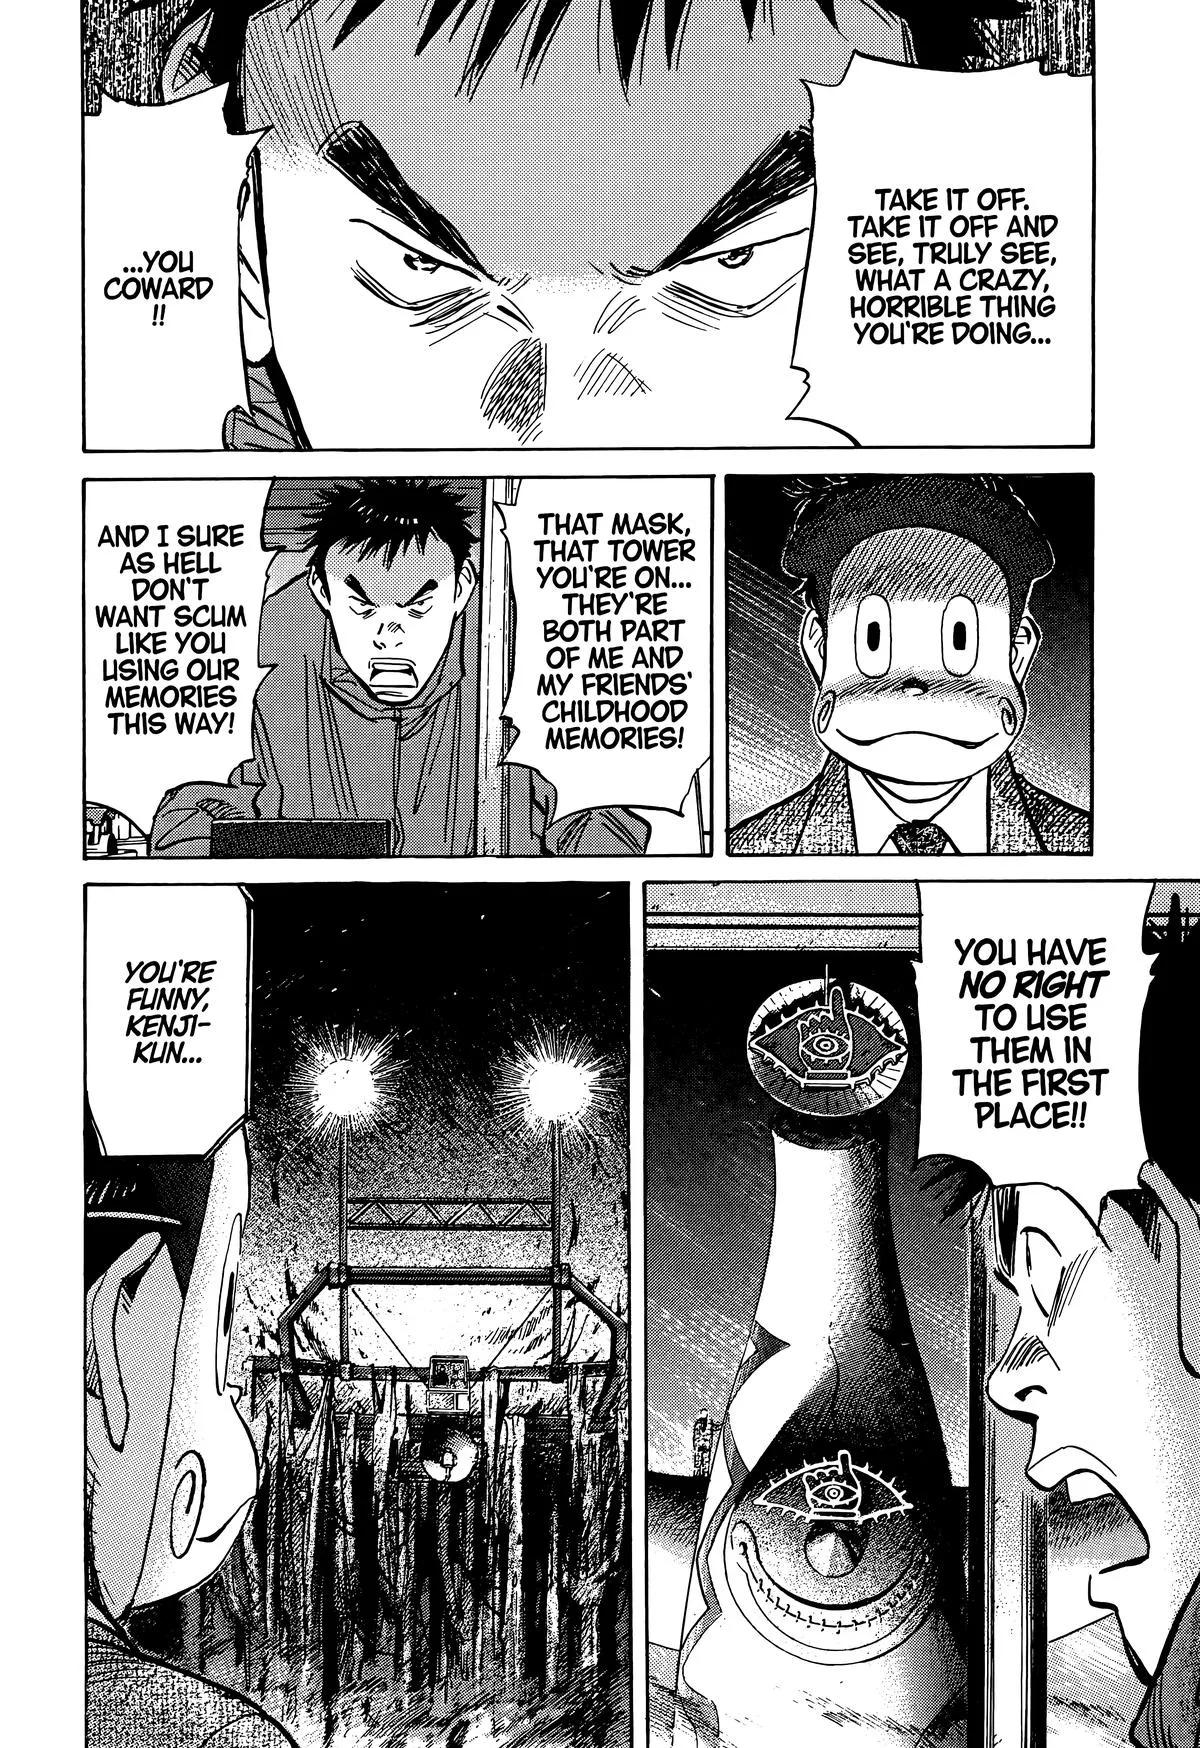 TAKE IT OFF.
TAKE IT OFF AND
SEE, TRULY SEE,
WHAT A CRAZY,
HORRIBLE THING
YOU'RE DOING...
...YOU
COWARD
!!
THAT MASK,
THAT TOWER
YOU'RE ON...
THEY'RE
BOTH PART
OF ME AND
MY FRIENDS'
CHILDHOOD
MEMORIES!
AND I SURE
AS HELL
DON'T
WANT SCUM
LIKE YOU
USING OUR
MEMORIES
THIS WAY!
YOU HAVE
NO RIGHT
TO USE
THEM IN
THE FIRST
PLACE!!
YOU'RE
FUNNY,
KENJI-
KUN...